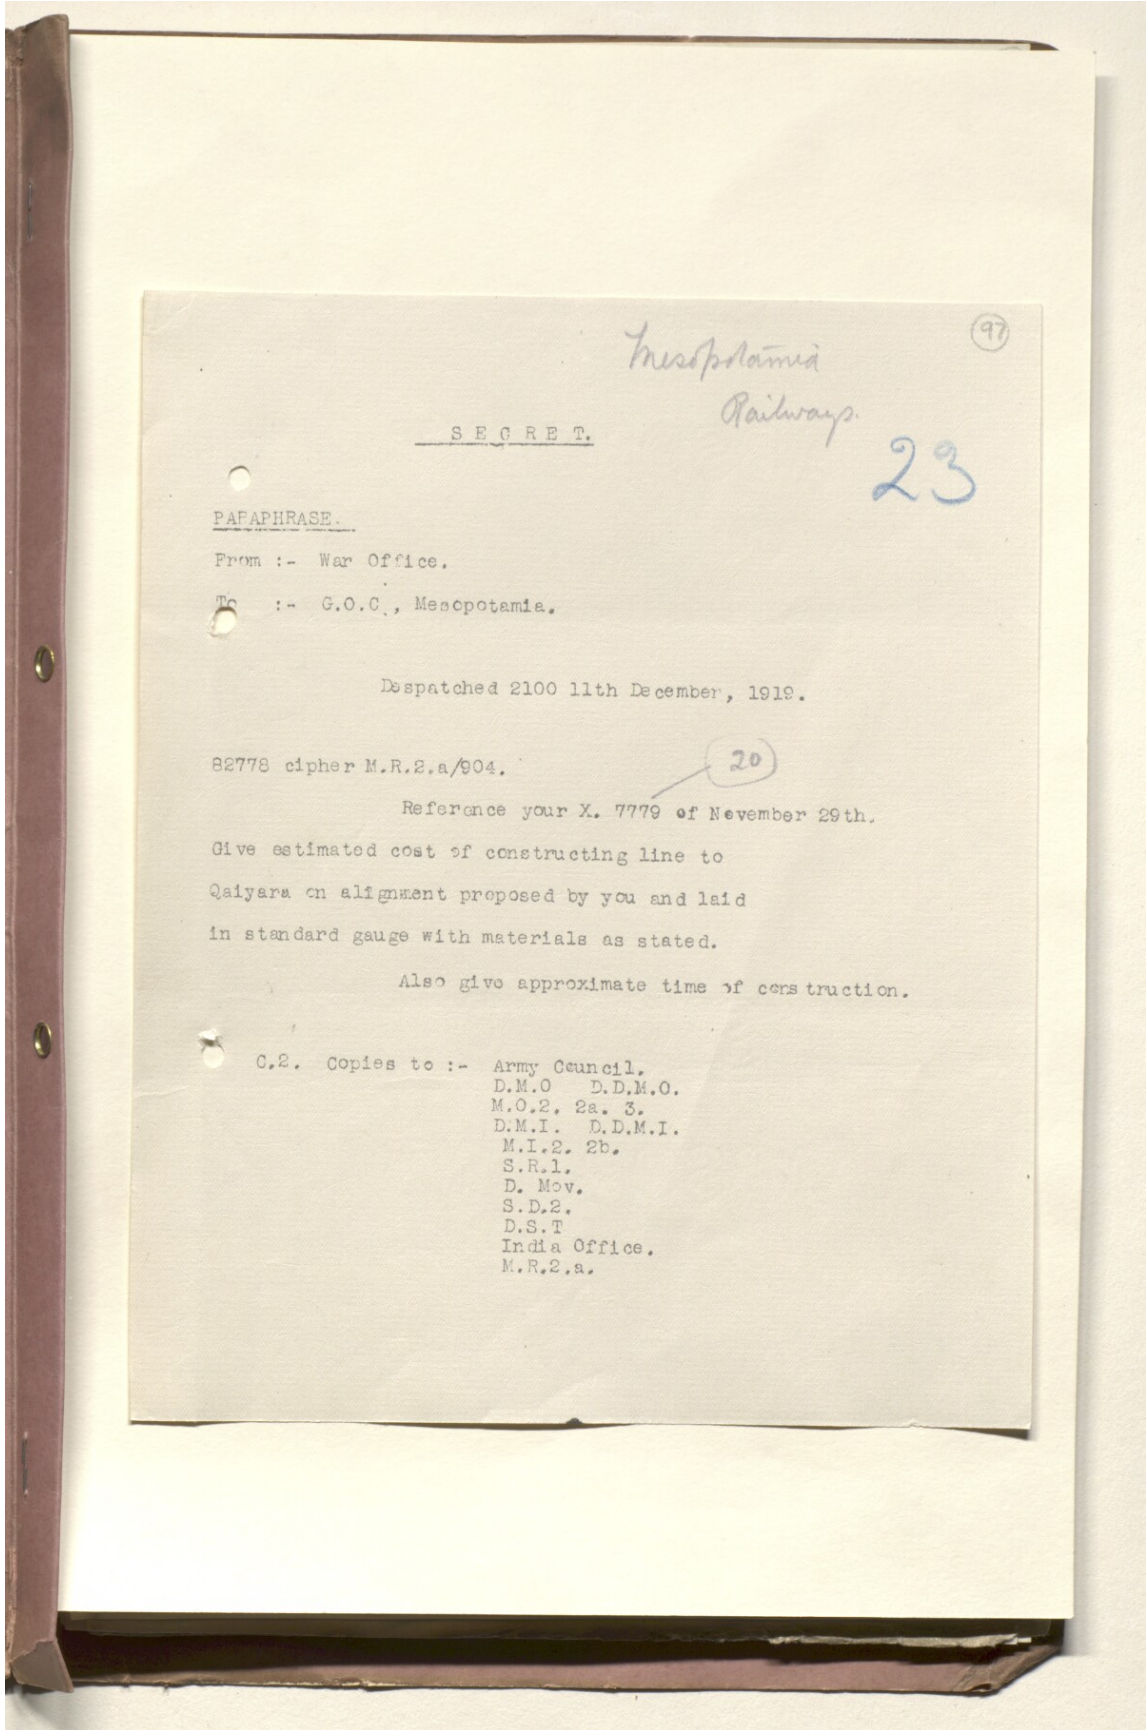 97
Mesopotamia
Railways.
SECRET.
23
PARAPHRASE.
From :- War Office.
To :- G.O.C., Mesopotamia.
Despatched 2100 11th December, 1919.
20
82778 cipher M.R.2.a/904.
Reference your X. 7779 of November 29th.
Give estimated cost of constructing line to
Qaiyara on alignment proposed by you and laid
in standard gauge with materials as stated.
Also give approximate time of construction.
C.2. Copies to :- Army Council.
D.M.O D.D.M.O.
M.O.2. 2a. 3.
D.M.I. D.D.M.I.
M.I.2. 2b.
S.R.1.
D. Mov.
S.D.2.
D.S.T
India Office.
M.R.2.a.